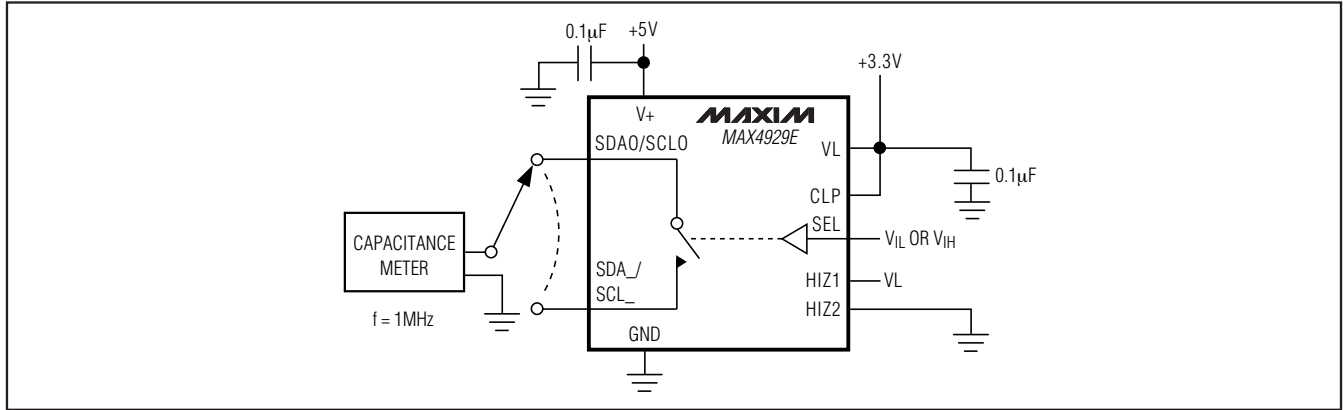 0.1µF
+5V
+3.3V
V+
MAXIM
MAX4929E
SDA0/SCL0
VL
0.1µF
CLP
SEL
VIL OR VIH
CAPACITANCE
METER
SDA_/
SCL_
HIZ1
VL
HIZ2
f = 1MHz
GND